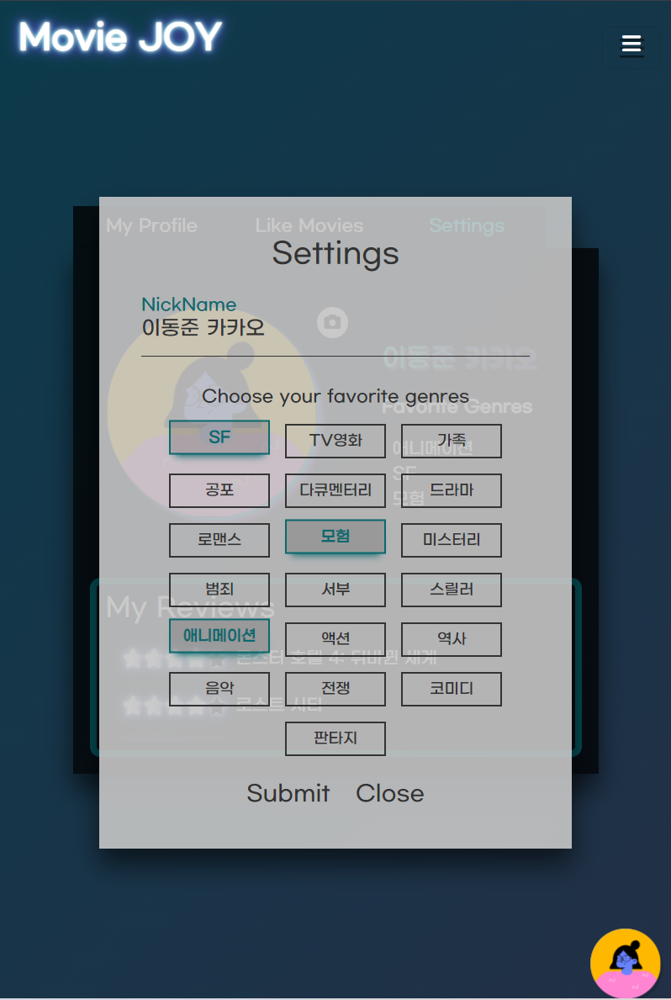 Movie JOY
My Profile Like Movies Settings
Settings
NickName
이동준 카카오
이동준 카카오
Choose your favorite genres
Favorite Genres
SF TV영화 가족
애니메이션
SF
모험
공포 다큐멘터리 드라마
로맨스 모험 미스터리
범죄 서부 스릴러
My Reviews
애니메이션 액션 역사
몬스터 호텔 4: 뒤바뀐 세계
음악 전쟁 코미디
로스트 시티
판타지
Submit Close